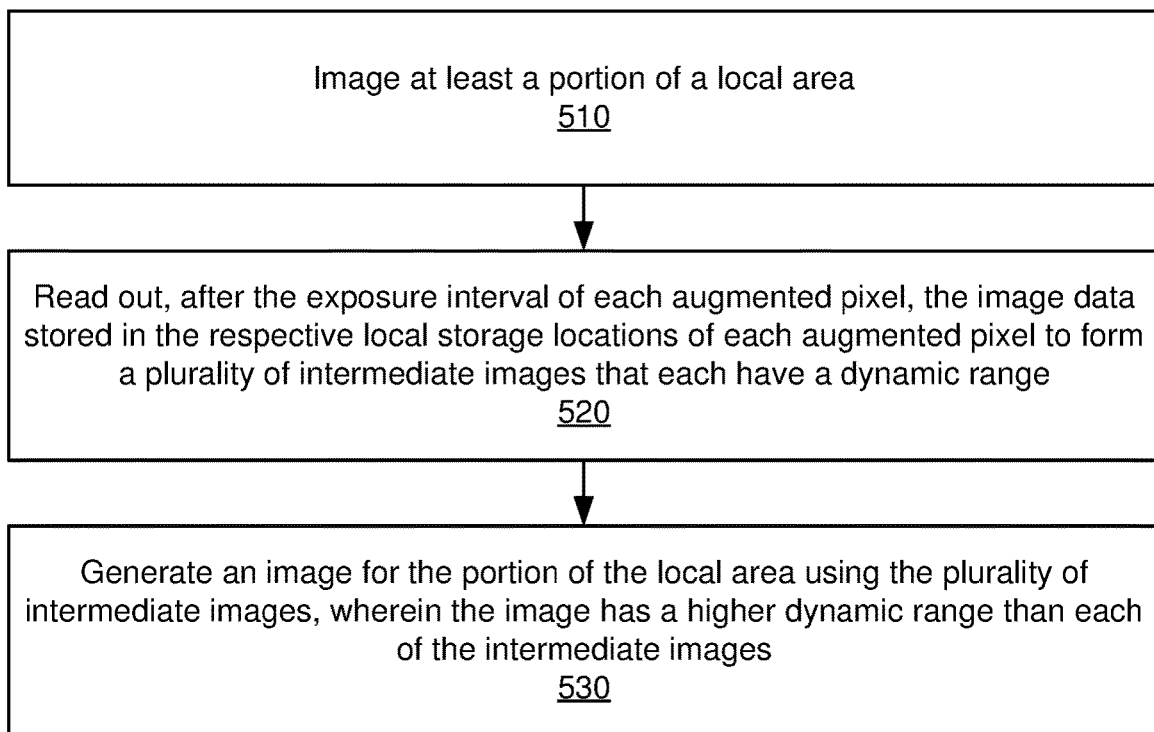 Image at least a portion of a local area
510
Read out, after the exposure interval of each augmented pixel, the image data
stored in the respective local storage locations of each augmented pixel to form
a plurality of intermediate images that each have a dynamic range
520
Generate an image for the portion of the local area using the plurality of
intermediate images, wherein the image has a higher dynamic range than each
of the intermediate images
530